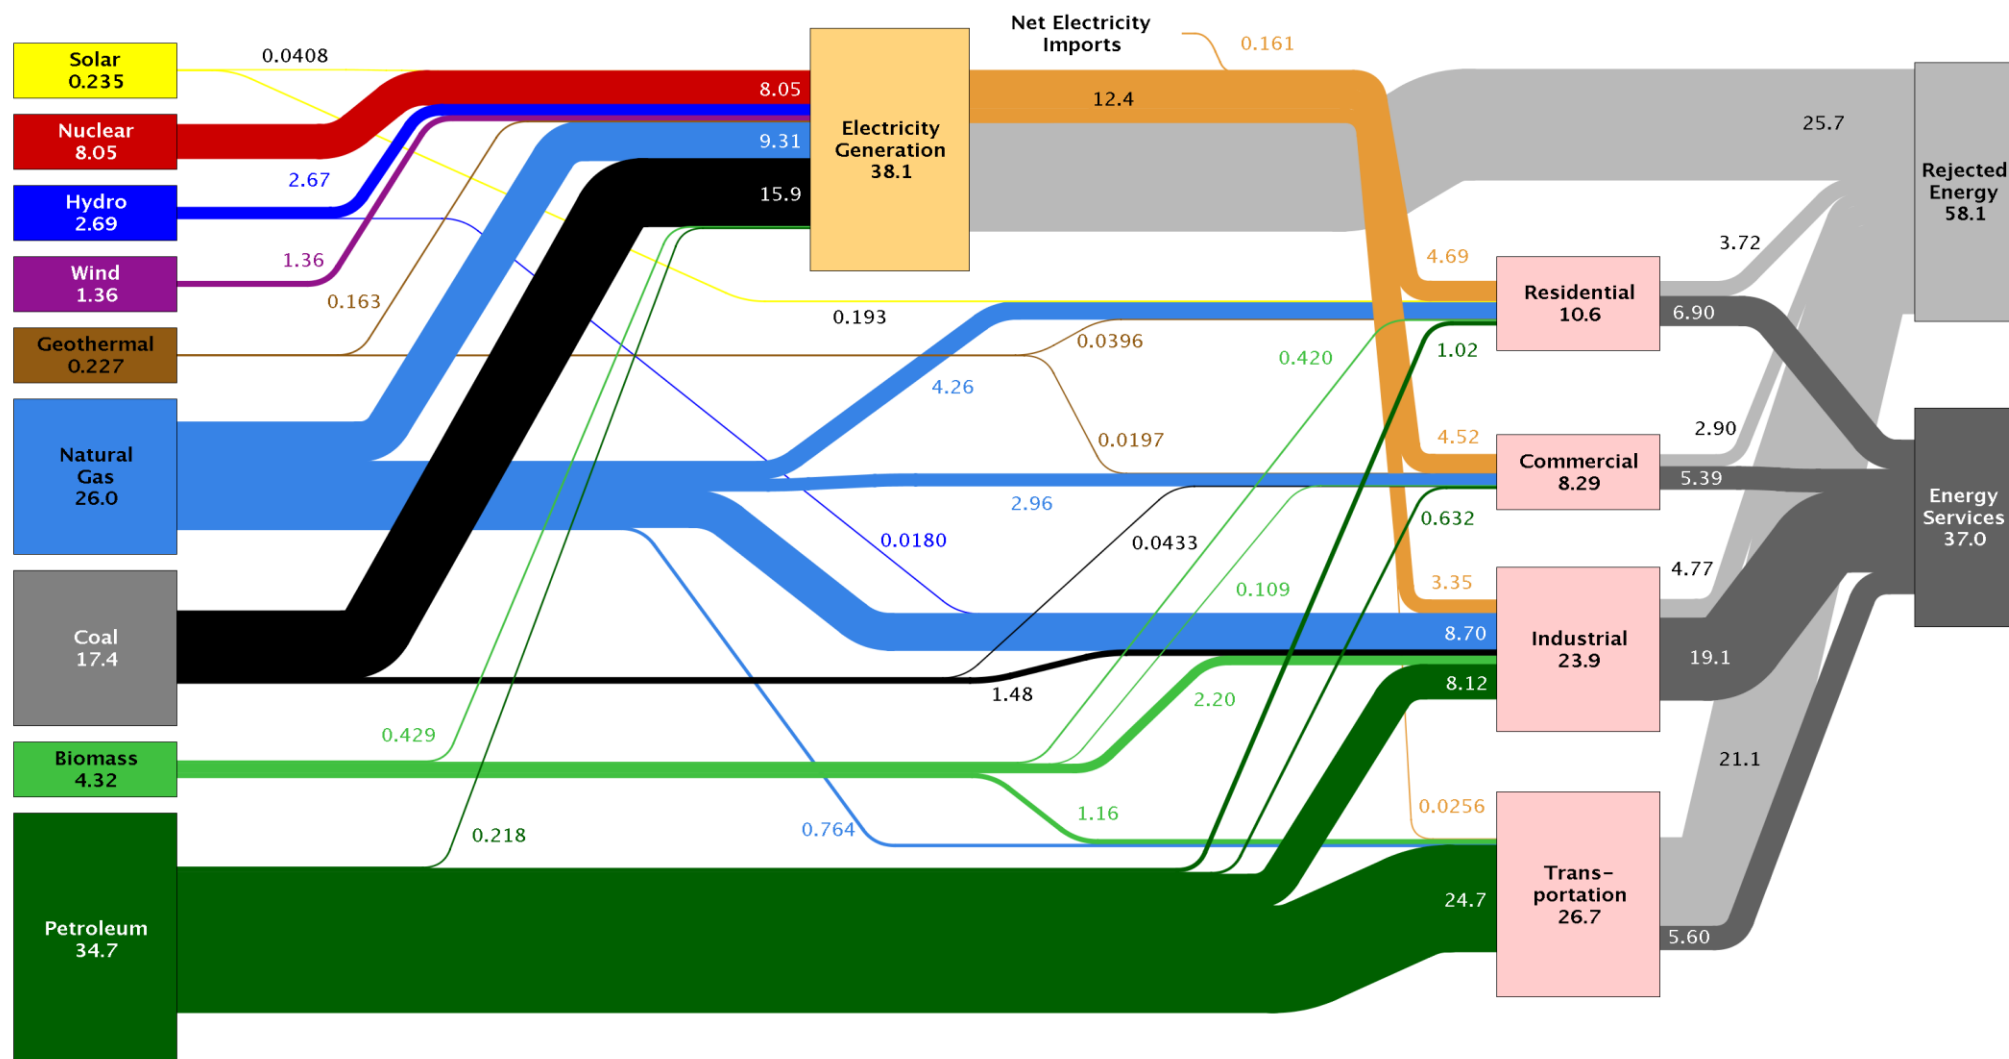 Net Electricity
Imports
0.161
Solar
0.235
0.0408
Nuclear
8.05
8.05
Hydro
2.69
2.67
Wind
1.36
1.36
Geothermal
0.227
0.163
Natural
Gas
26.0
9.31
Coal
17.4
15.9
Biomass
4.32
0.429
Petroleum
34.7
0.218
Electricity
Generation
38.1
12.4
25.7
0.193
0.0396
4.26
0.0197
2.96
0.0180
0.0433
0.109
0.420
1.02
0.632
1.48
2.20
1.16
0.764
4.69
4.52
3.35
8.70
8.12
0.0256
24.7
Residential
10.6
Commercial
8.29
Industrial
23.9
Trans-
portation
26.7
3.72
6.90
2.90
5.39
4.77
19.1
21.1
5.60
Rejected
Energy
58.1
Energy
Services
37.0